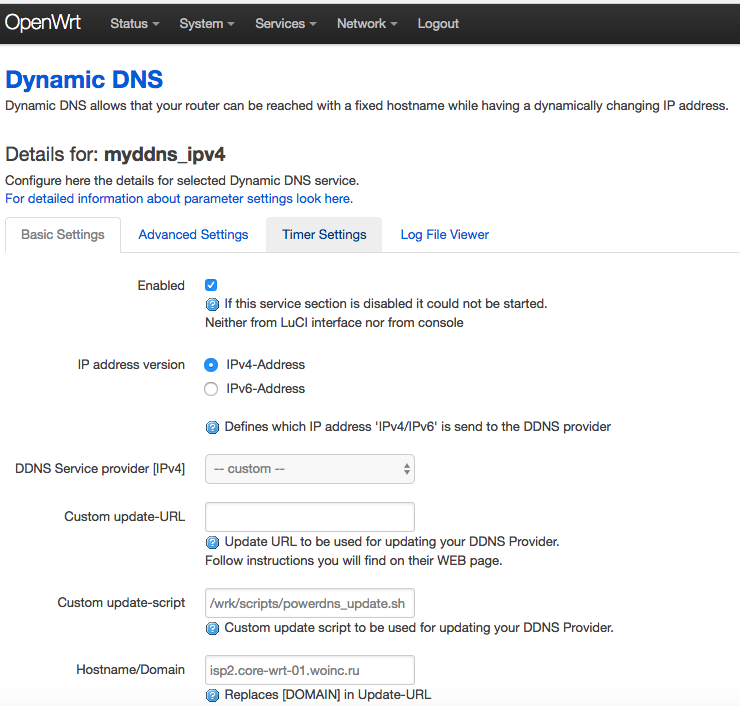 OpenWrt Status System Services Network Logout
Dynamic DNS
Dynamic DNS allows that your router can be reached with a fixed hostname while having a dynamically changing IP address.
Details for: myddns_ipv4
Configure here the details for selected Dynamic DNS service.
For detailed information about parameter settings look here.
Basic Settings Advanced Settings Timer Settings Log File Viewer
Enabled
If this service section is disabled it could not be started.
Neither from LuCI interface nor from console
IP address version IPv4-Address
IPv6-Address
Defines which IP address 'IPv4/IPv6' is send to the DDNS provider
DDNS Service provider [IPv4] -- custom --
Custom update-URL
Update URL to be used for updating your DDNS Provider.
Follow instructions you will find on their WEB page.
Custom update-script /wrk/scripts/powerdns_update.sh
Custom update script to be used for updating your DDNS Provider.
Hostname/Domain isp2.core-wrt-01.woinc.ru
Replaces [DOMAIN] in Update-URL